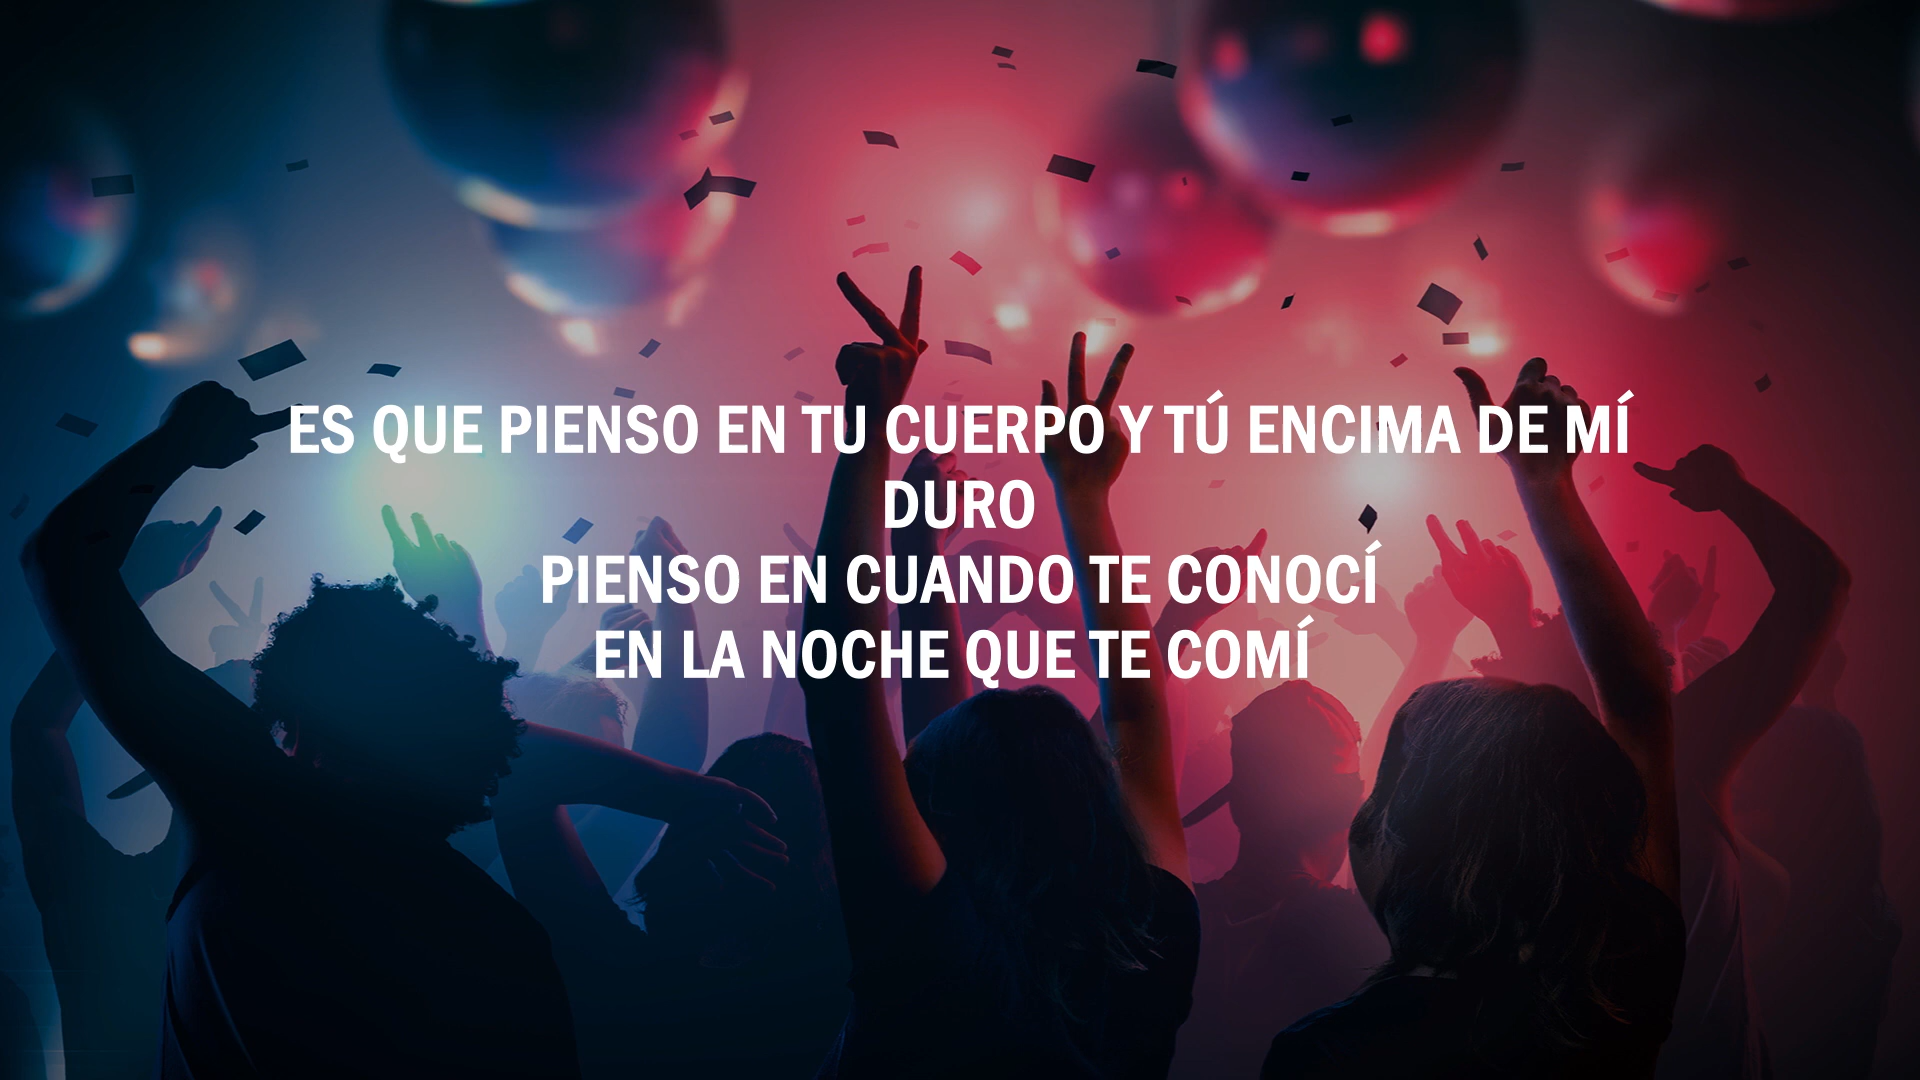 ES QUE PIENSO EN TU CUERPO Y TÚ ENCIMA DE MÍ
DURO
PIENSO EN CUANDO TE CONOCÍ
EN LA NOCHE QUE TE COMÍ